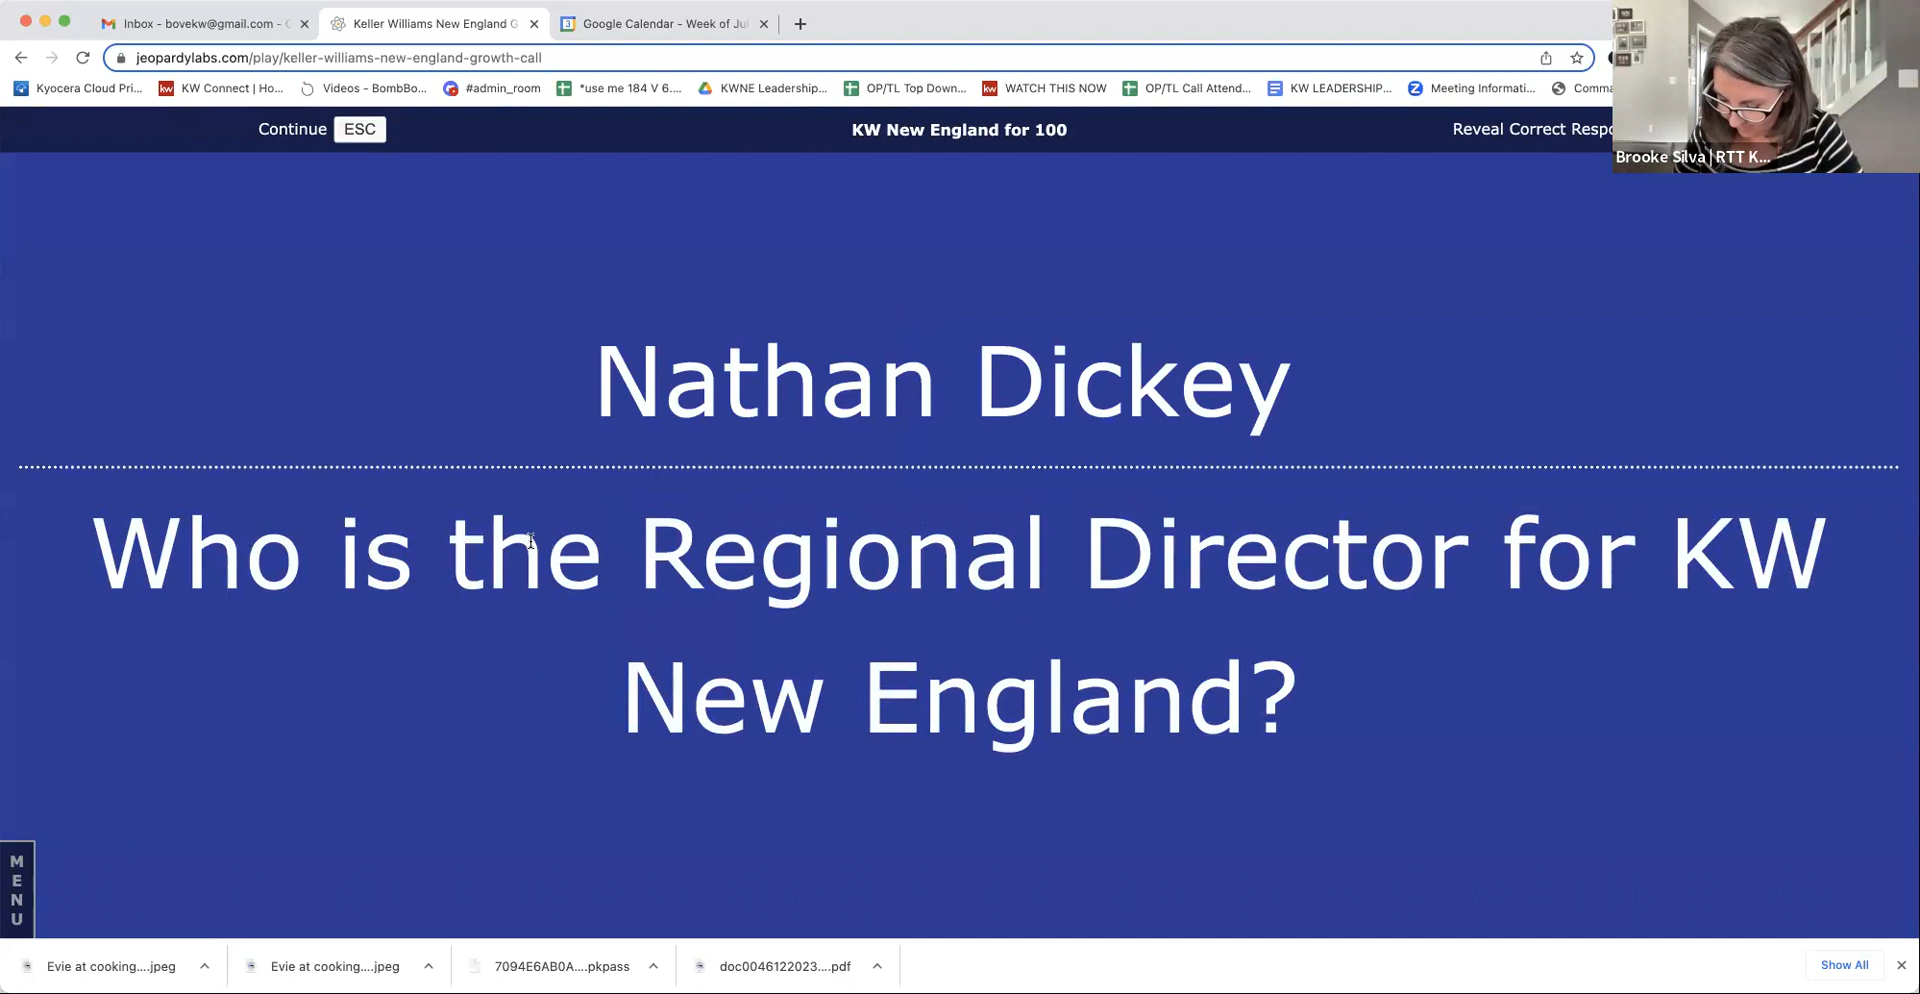 Inbox - bovekw@gmail.com -
Keller Williams New England G
Google Calendar - Week of Ju
jeopardylabs.com/play/keller-williams-new-england-growth-call
Kyocera Cloud Pri...
KW Connect | Ho...
Videos - BombBo...
#admin_room
*use me 184 V 6....
KWNE Leadership...
OP/TL Top Down...
WATCH THIS NOW
OP/TL Call Attend...
KW LEADERSHIP...
Meeting Informati...
Comma
Continue ESC
KW New England for 100
Reveal Correct Respo
Brooke Silva | RTT K...
Nathan Dickey
Who is the Regional Director for KW
New England?
MENU
Evie at cooking....jpeg
Evie at cooking....jpeg
7094E6AB0A....pkpass
doc0046122023....pdf
Show All